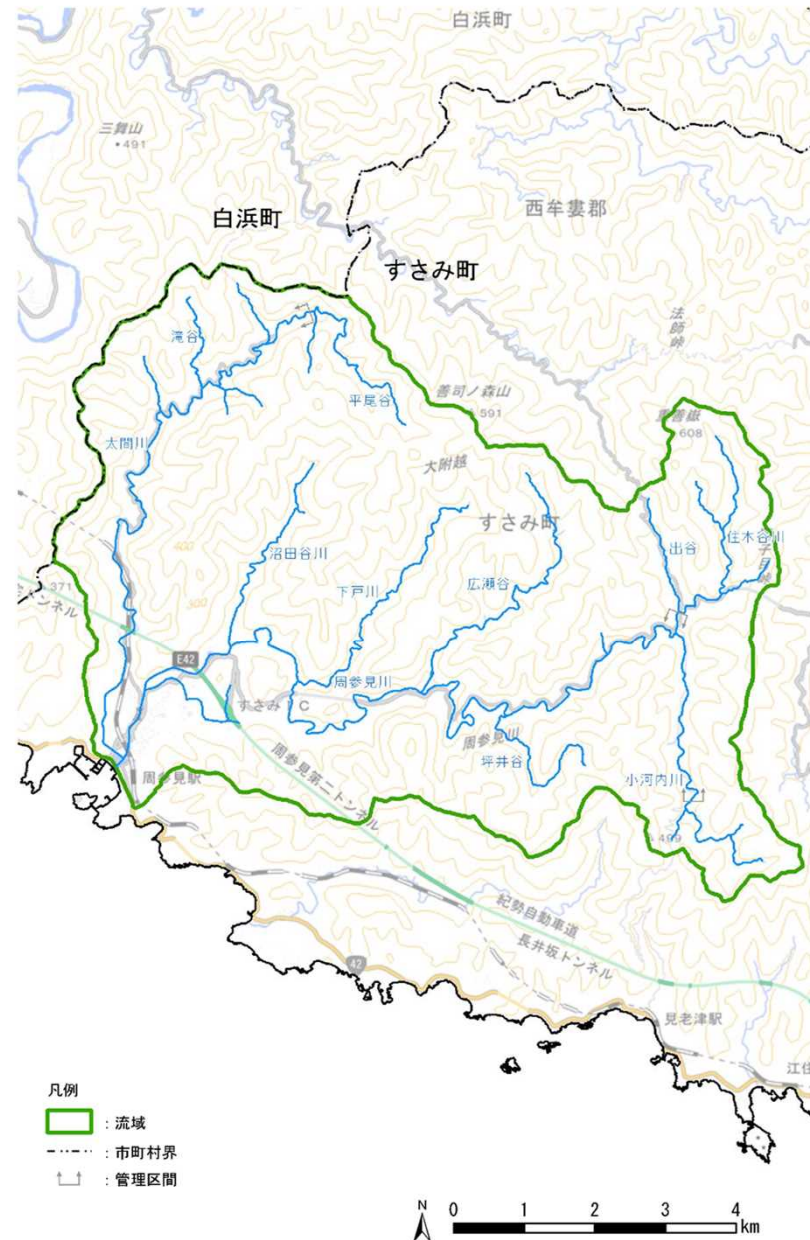 白浜町
三舞山
・491
西牟婁郡
白浜町
すさみ町
法師峠
滝谷
善司ノ森山
591
重善嶽
608
平尾谷
太間川
大附越
すさみ町
沼田谷川
下戸川
広瀬谷
出谷
住木谷川
400
300
371
トンネル
E42
周参見川
すさみIC
周参見川
坪井谷
小河内川
周参見駅
周参見第二トンネル
499
紀勢自動車道
長井坂トンネル
42
見老津駅
江住
凡例
：流域
：市町村界
：管理区間
N
0 1 2 3 4
km